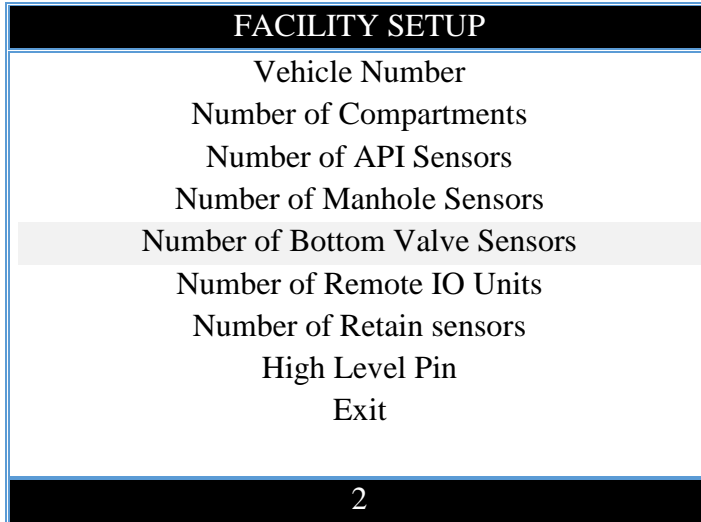 FACILITY SETUP
Vehicle Number
Number of Compartments
Number of API Sensors
Number of Manhole Sensors
Number of Bottom Valve Sensors
Number of Remote IO Units
Number of Retain sensors
High Level Pin
Exit
2